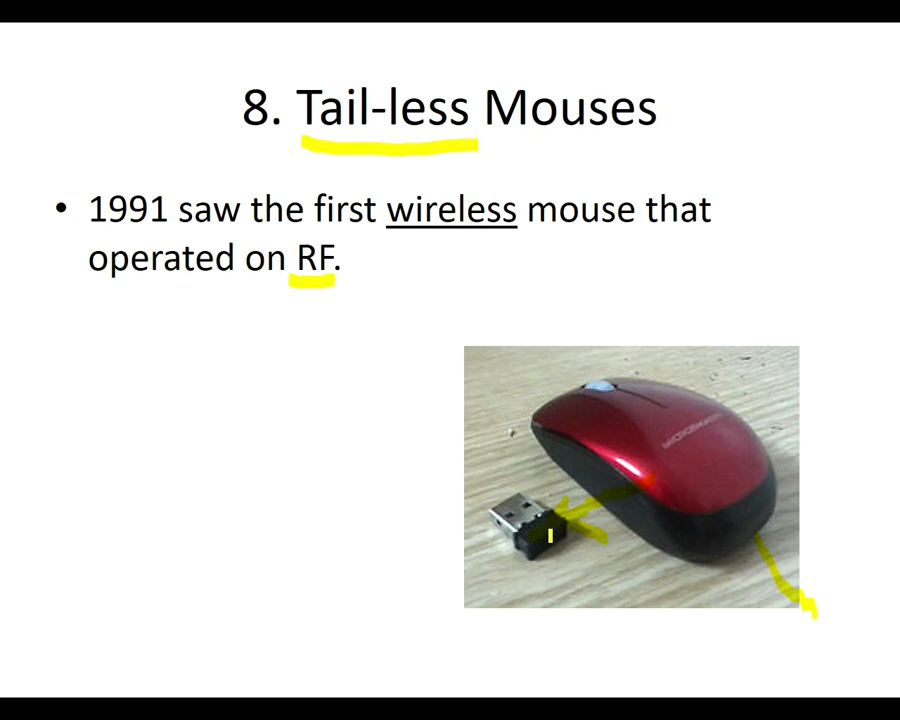 8. Tail-less Mouses
• 1991 saw the first wireless mouse that
operated on RF.